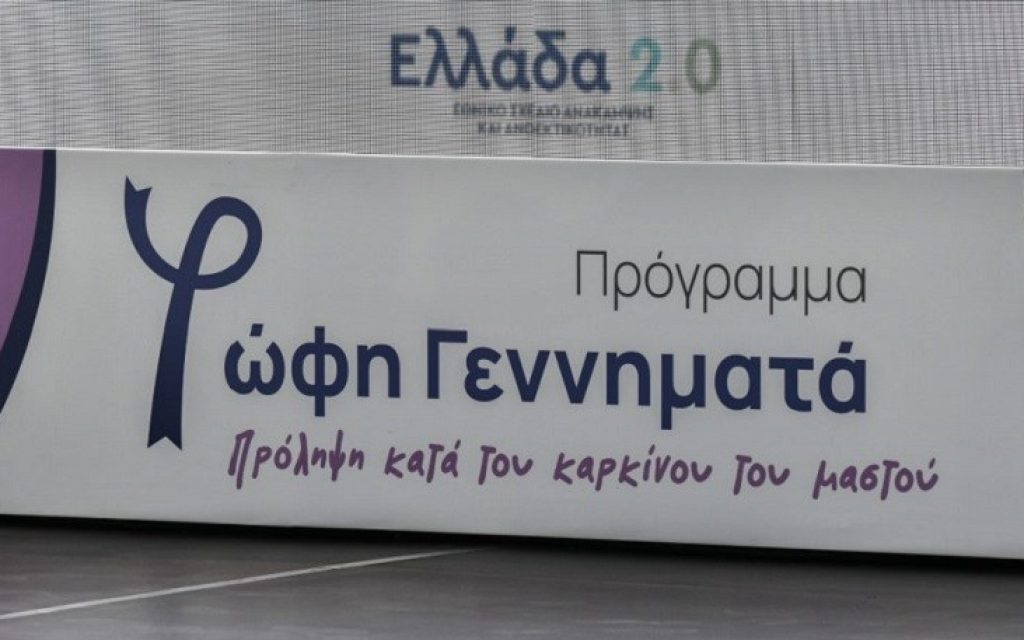 Ελλάδα 2.0
ΕΘΝΙΚΟ ΣΧΕΔΙΟ ΑΝΑΚΑΜΨΗΣ
ΚΑΙ ΑΝΘΕΚΤΙΚΟΤΗΤΑΣ
Πρόγραμμα
φώφη Γεννηματά
Πρόληψη κατά του καρκίνου του μαστού